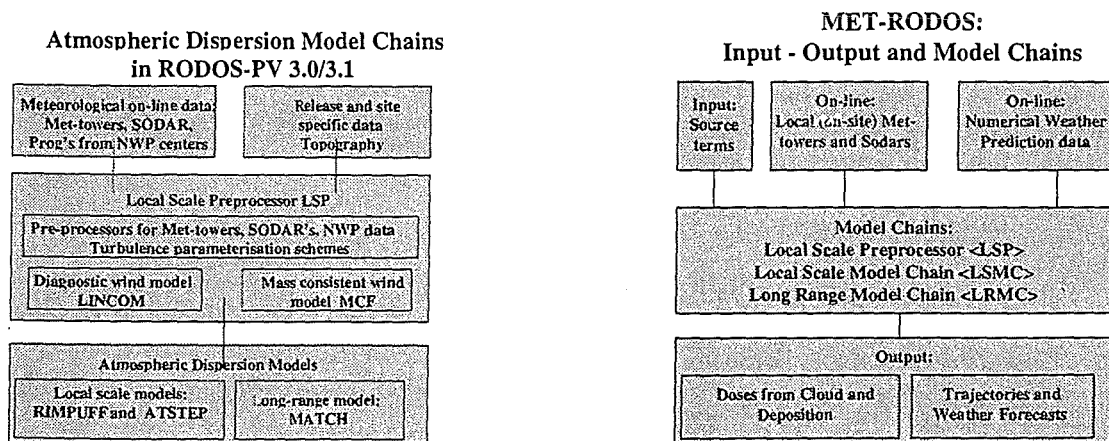 Atmospheric Dispersion Model Chains
in RODOS-PV 3.0/3.1
Meteorological on-line data:
Met-towers, SODAR,
Prog's from NWP centers
Release and site
specific data
Topography
Local Scale Preprocessor LSP
Pre-processors for Met-towers, SODAR's, NWP data
Turbulence parameterisation schemes
Diagnostic wind model
LINCOM
Mass consistent wind
model MCF
Atmospheric Dispersion Models
Local scale models:
RIMPUFF and ATSTEP
Long-range model:
MATCH
MET-RODOS:
Input - Output and Model Chains
Input:
Source
terms
On-line:
Local (on-site) Met-
towers and Sodars
On-line:
Numerical Weather
Prediction data
Model Chains:
Local Scale Preprocessor <LSP>
Local Scale Model Chain <LSMC>
Long Range Model Chain <LRMC>
Output:
Doses from Cloud and
Deposition
Trajectories and
Weather Forecasts